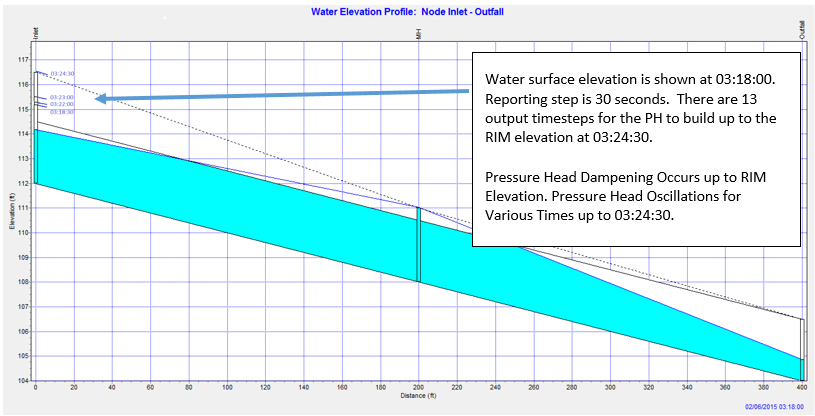 Water Elevation Profile: Node Inlet - Outfall
Inlet
MH
Outfall
117
116
115
114
113
112
111
110
109
108
107
106
105
104
Elevation (ft)
03:24:30
03:23:00
03:22:00
03:18:30
Water surface elevation is shown at 03:18:00.
Reporting step is 30 seconds. There are 13
output timesteps for the PH to build up to the
RIM elevation at 03:24:30.
Pressure Head Dampening Occurs up to RIM
Elevation. Pressure Head Oscillations for
Various Times up to 03:24:30.
0 20 40 60 80 100 120 140 160 180 200 220 240 260 280 300 320 340 360 380 400
Distance (ft)
02/06/2015 03:18:00